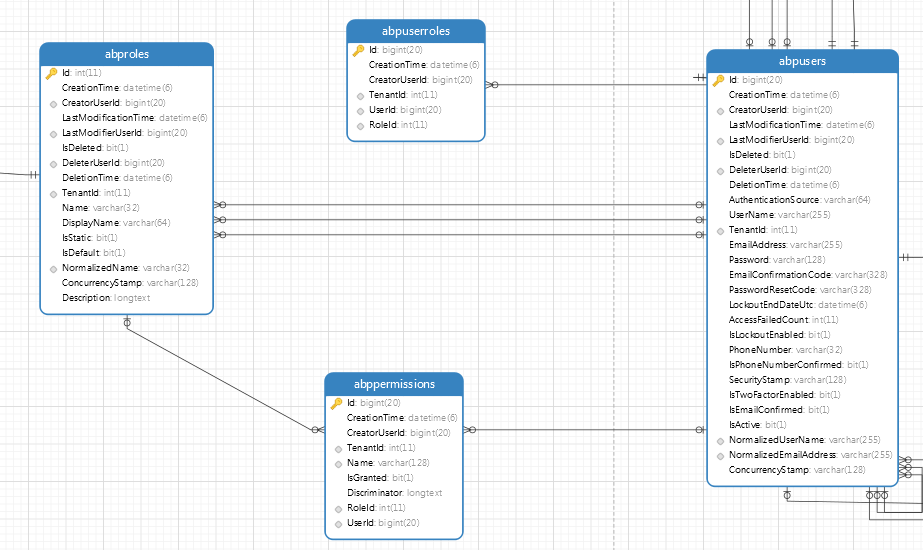 abproles
Id: int(11)
CreationTime: datetime(6)
CreatorUserId: bigint(20)
LastModificationTime: datetime(6)
LastModifierUserId: bigint(20)
IsDeleted: bit(1)
DeleterUserId: bigint(20)
DeletionTime: datetime(6)
TenantId: int(11)
Name: varchar(32)
DisplayName: varchar(64)
IsStatic: bit(1)
IsDefault: bit(1)
NormalizedName: varchar(32)
ConcurrencyStamp: varchar(128)
Description: longtext
abpuserroles
Id: bigint(20)
CreationTime: datetime(6)
CreatorUserId: bigint(20)
TenantId: int(11)
UserId: bigint(20)
RoleId: int(11)
abppermissions
Id: bigint(20)
CreationTime: datetime(6)
CreatorUserId: bigint(20)
TenantId: int(11)
Name: varchar(128)
IsGranted: bit(1)
Discriminator: longtext
RoleId: int(11)
UserId: bigint(20)
abpusers
Id: bigint(20)
CreationTime: datetime(6)
CreatorUserId: bigint(20)
LastModificationTime: datetime(6)
LastModifierUserId: bigint(20)
IsDeleted: bit(1)
DeleterUserId: bigint(20)
DeletionTime: datetime(6)
AuthenticationSource: varchar(64)
UserName: varchar(255)
TenantId: int(11)
EmailAddress: varchar(255)
Password: varchar(128)
EmailConfirmationCode: varchar(328)
PasswordResetCode: varchar(328)
LockoutEndDateUtc: datetime(6)
AccessFailedCount: int(11)
IsLockoutEnabled: bit(1)
PhoneNumber: varchar(32)
IsPhoneNumberConfirmed: bit(1)
SecurityStamp: varchar(128)
IsTwoFactorEnabled: bit(1)
IsEmailConfirmed: bit(1)
IsActive: bit(1)
NormalizedUserName: varchar(255)
NormalizedEmailAddress: varchar(255)
ConcurrencyStamp: varchar(128)